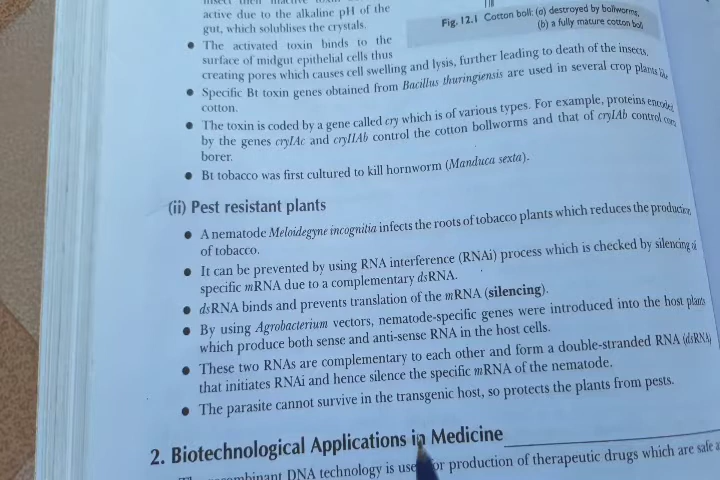 active due to the alkaline pH of the
gut, which solublises the crystals.
Fig. 12.1 Cotton boll: (a) destroyed by bollworms,
(b) a fully mature cotton boll
• The activated toxin binds to the
surface of midgut epithelial cells thus
creating pores which causes cell swelling and lysis, further leading to death of the insects.
• Specific Bt toxin genes obtained from Bacillus thuringiensis are used in several crop plants like
cotton.
• The toxin is coded by a gene called cry which is of various types. For example, proteins encoded
by the genes cryIAc and cryIIAb control the cotton bollworms and that of cryIAb control corn
borer.
• Bt tobacco was first cultured to kill hornworm (Manduca sexta).
(ii) Pest resistant plants
• A nematode Meloidegyne incognitia infects the roots of tobacco plants which reduces the production
of tobacco.
• It can be prevented by using RNA interference (RNAi) process which is checked by silencing of
specific mRNA due to a complementary dsRNA.
• dsRNA binds and prevents translation of the mRNA (silencing).
• By using Agrobacterium vectors, nematode-specific genes were introduced into the host plants
which produce both sense and anti-sense RNA in the host cells.
• These two RNAs are complementary to each other and form a double-stranded RNA (dsRNA)
that initiates RNAi and hence silence the specific mRNA of the nematode.
• The parasite cannot survive in the transgenic host, so protects the plants from pests.
2. Biotechnological Applications in Medicine
DNA technology is used for production of therapeutic drugs which are safe